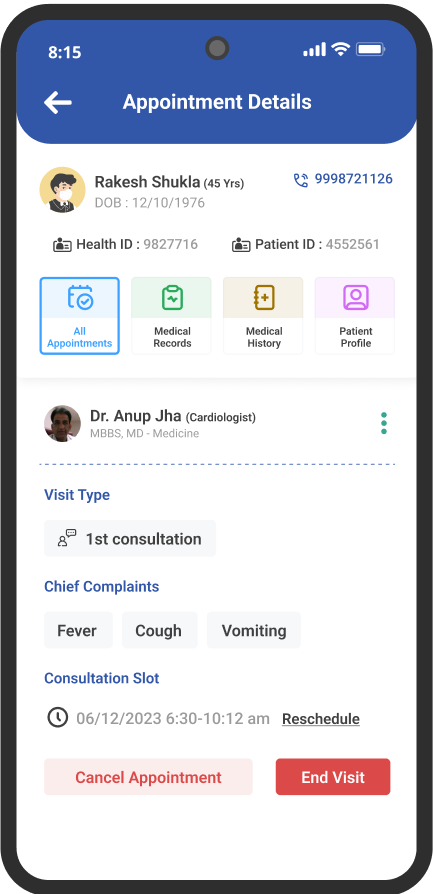 8:15
Appointment Details
Rakesh Shukla (45 Yrs)
9998721126
DOB : 12/10/1976
Health ID : 9827716
Patient ID : 4552561
All
Appointments
Medical
Records
Medical
History
Patient
Profile
Dr. Anup Jha (Cardiologist)
MBBS, MD - Medicine
Visit Type
1st consultation
Chief Complaints
Fever
Cough
Vomiting
Consultation Slot
06/12/2023 6:30-10:12 am
Reschedule
Cancel Appointment
End Visit